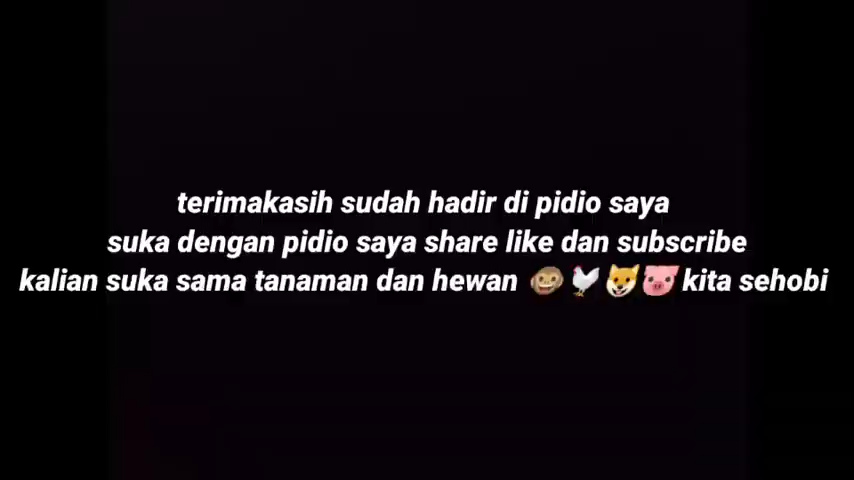 terimakasih sudah hadir di pidio saya
suka dengan pidio saya share like dan subscribe
kalian suka sama tanaman dan hewan 🐵🐓🐺🐷 kita sehobi